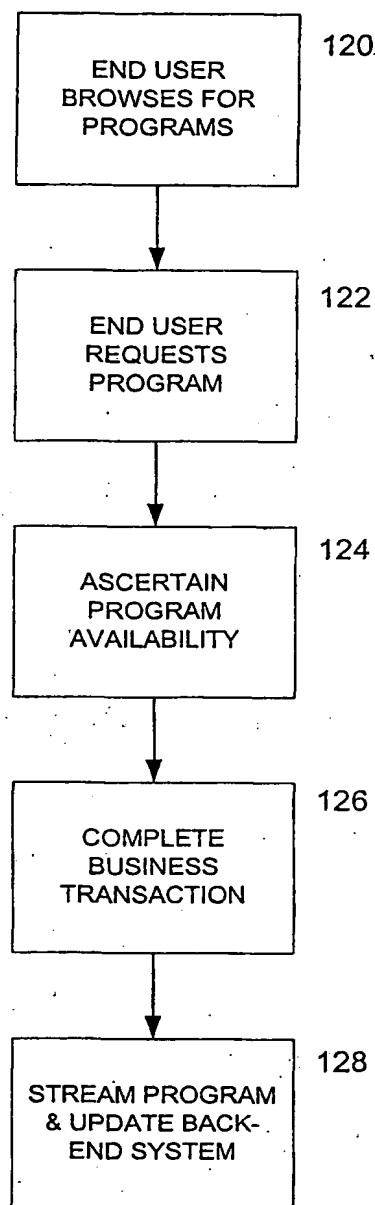 120
END USER
BROWSES FOR
PROGRAMS
122
END USER
REQUESTS
PROGRAM
124
ASCERTAIN
PROGRAM
AVAILABILITY
126
COMPLETE
BUSINESS
TRANSACTION
128
STREAM PROGRAM
& UPDATE BACK-
END SYSTEM